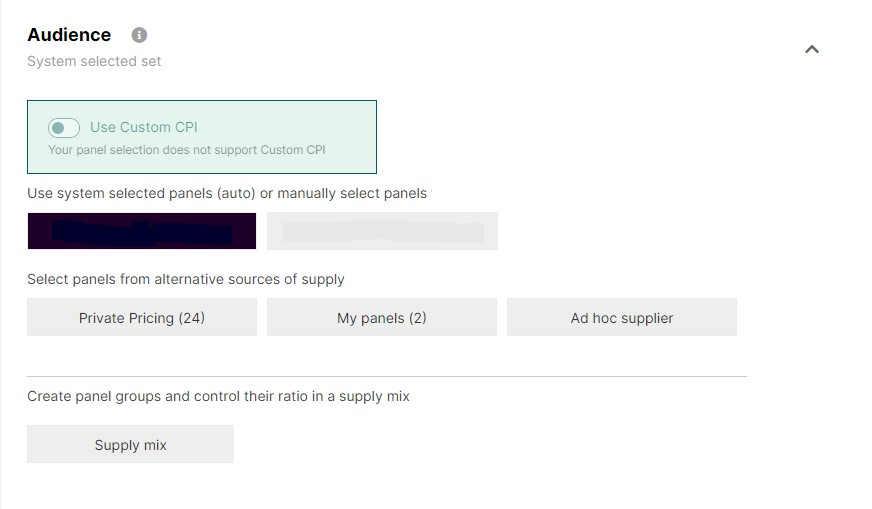 Audience
System selected set
Use Custom CPI
Your panel selection does not support Custom CPI
Use system selected panels (auto) or manually select panels
Select panels from alternative sources of supply
Private Pricing (24)
My panels (2)
Ad hoc supplier
Create panel groups and control their ratio in a supply mix
Supply mix